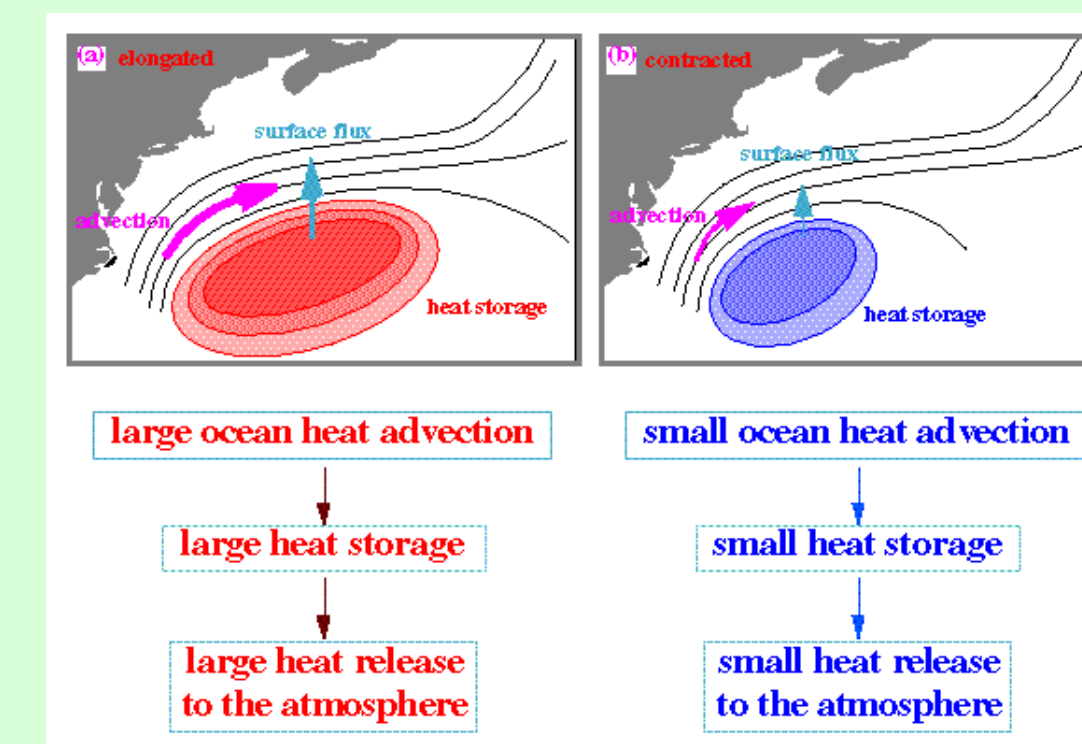 (a) elongated
surface flux
advection
heat storage
(b) contracted
surface flux
advection
heat storage
large ocean heat advection
large heat storage
large heat release
to the atmosphere
small ocean heat advection
small heat storage
small heat release
to the atmosphere